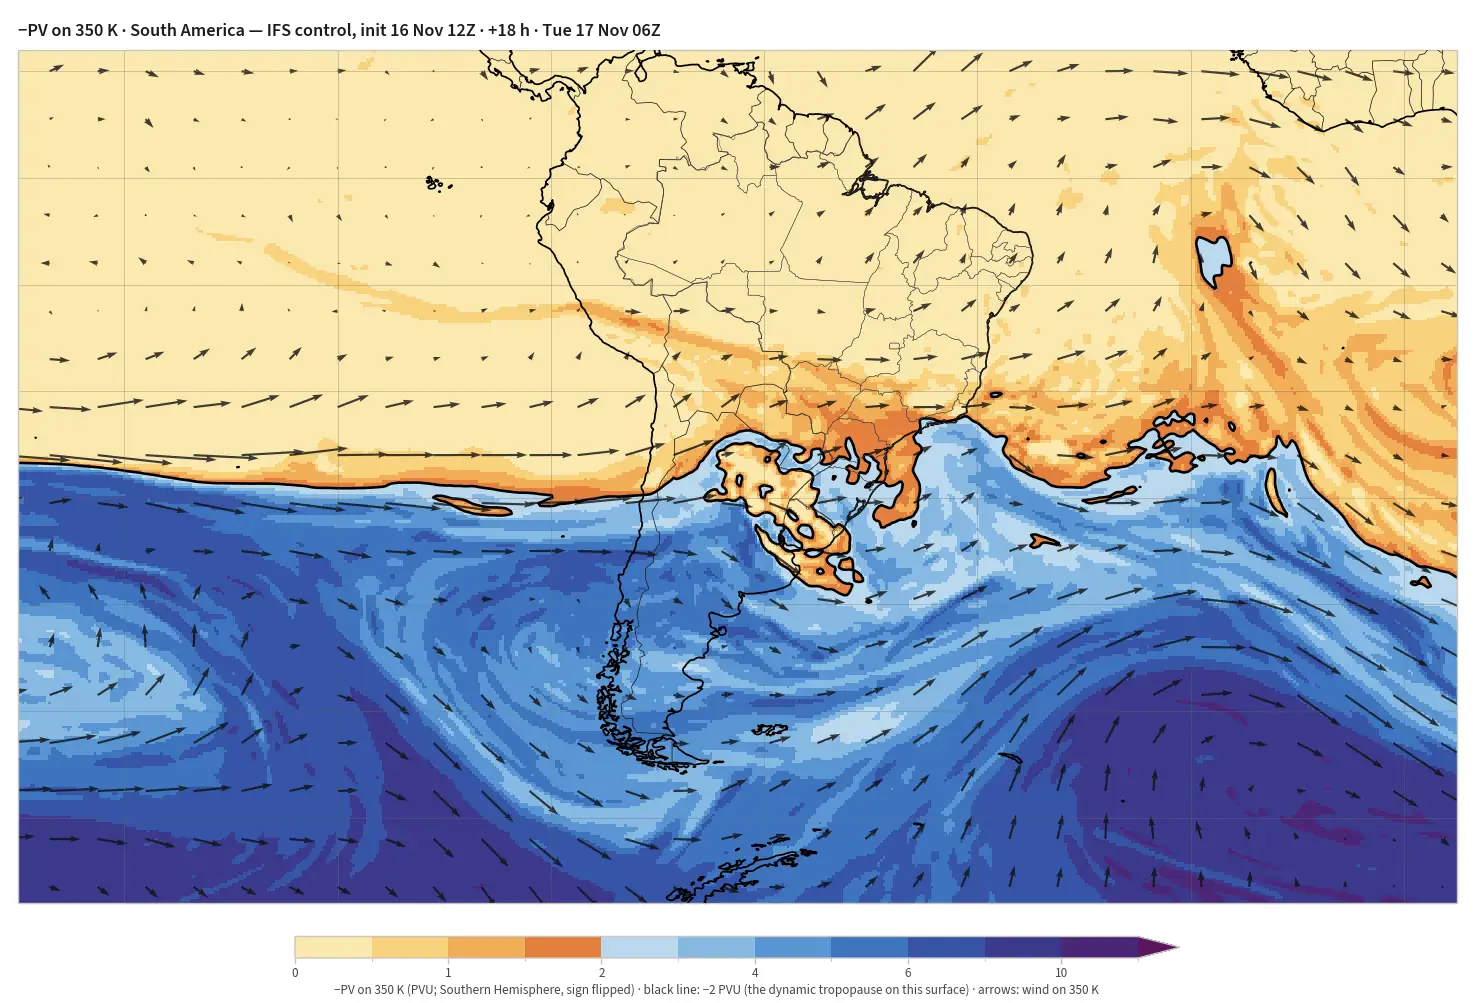 −PV on 350 K · South America — IFS control, init 16 Nov 12Z · +18 h · Tue 17 Nov 06Z
0 1 2 4 6 10
−PV on 350 K (PVU; Southern Hemisphere, sign flipped) · black line: −2 PVU (the dynamic tropopause on this surface) · arrows: wind on 350 K